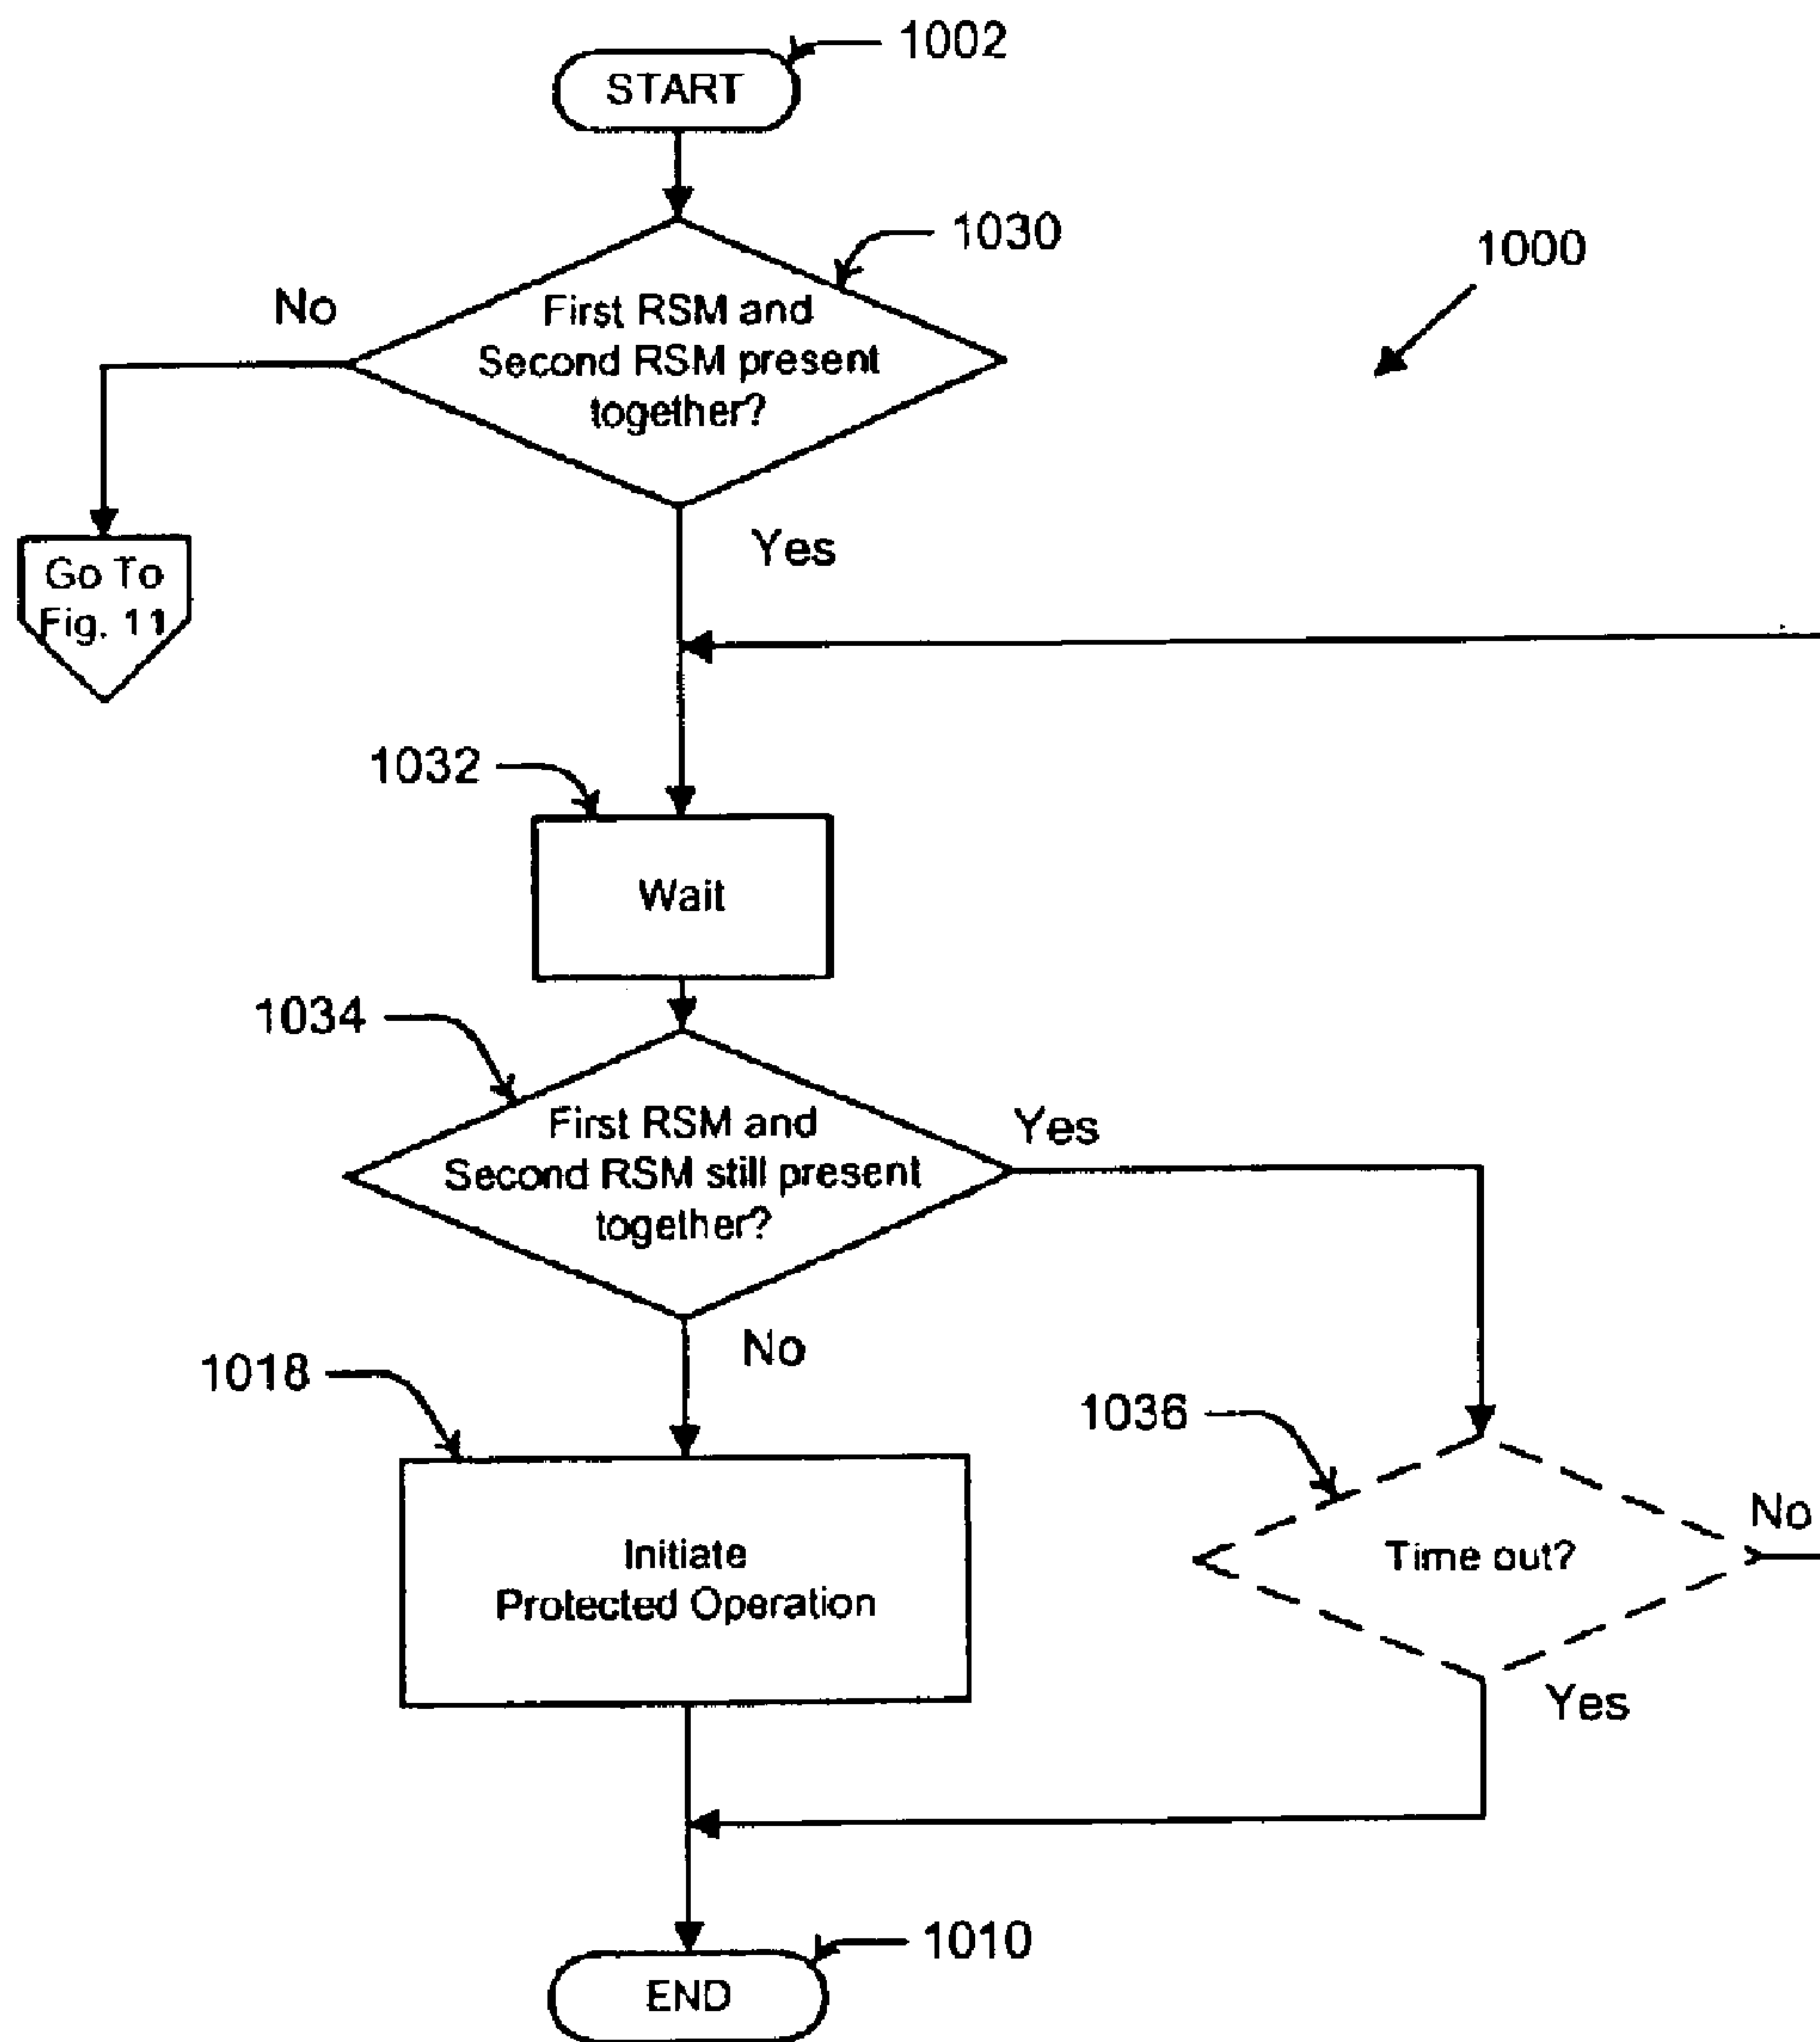 1002
START
1030
1000
No
First RSM and
Second RSM present
together?
Yes
Go To
Fig. 11
1032
Wait
1034
First RSM and
Second RSM still present
together?
Yes
No
1018
1036
No
Initiate
Protected Operation
Time out?
Yes
1010
END